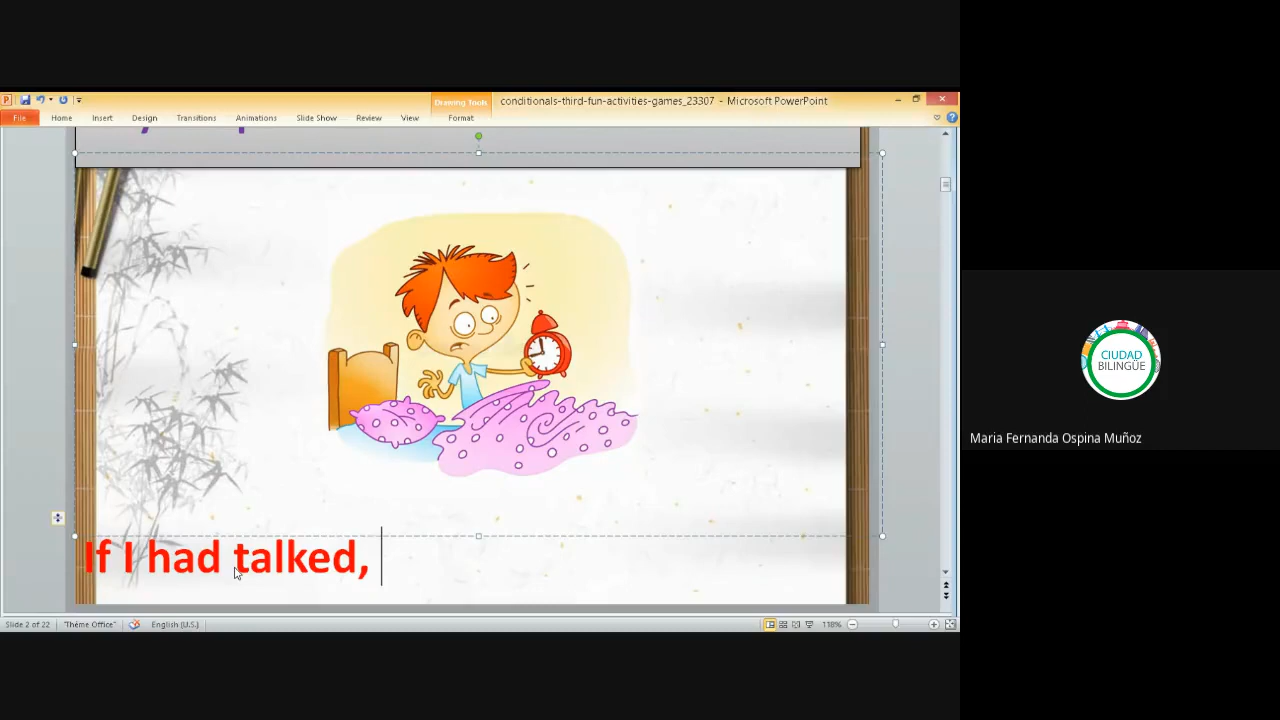 conditionals-third-fun-activities-games_23307 - Microsoft PowerPoint
Drawing Tools
File Home Insert Design Transitions Animations Slide Show Review View Format
If I had talked,
Slide 2 of 22 "Thème Office" English (U.S.) 118%
CIUDAD
BILINGÜE
Maria Fernanda Ospina Muñoz